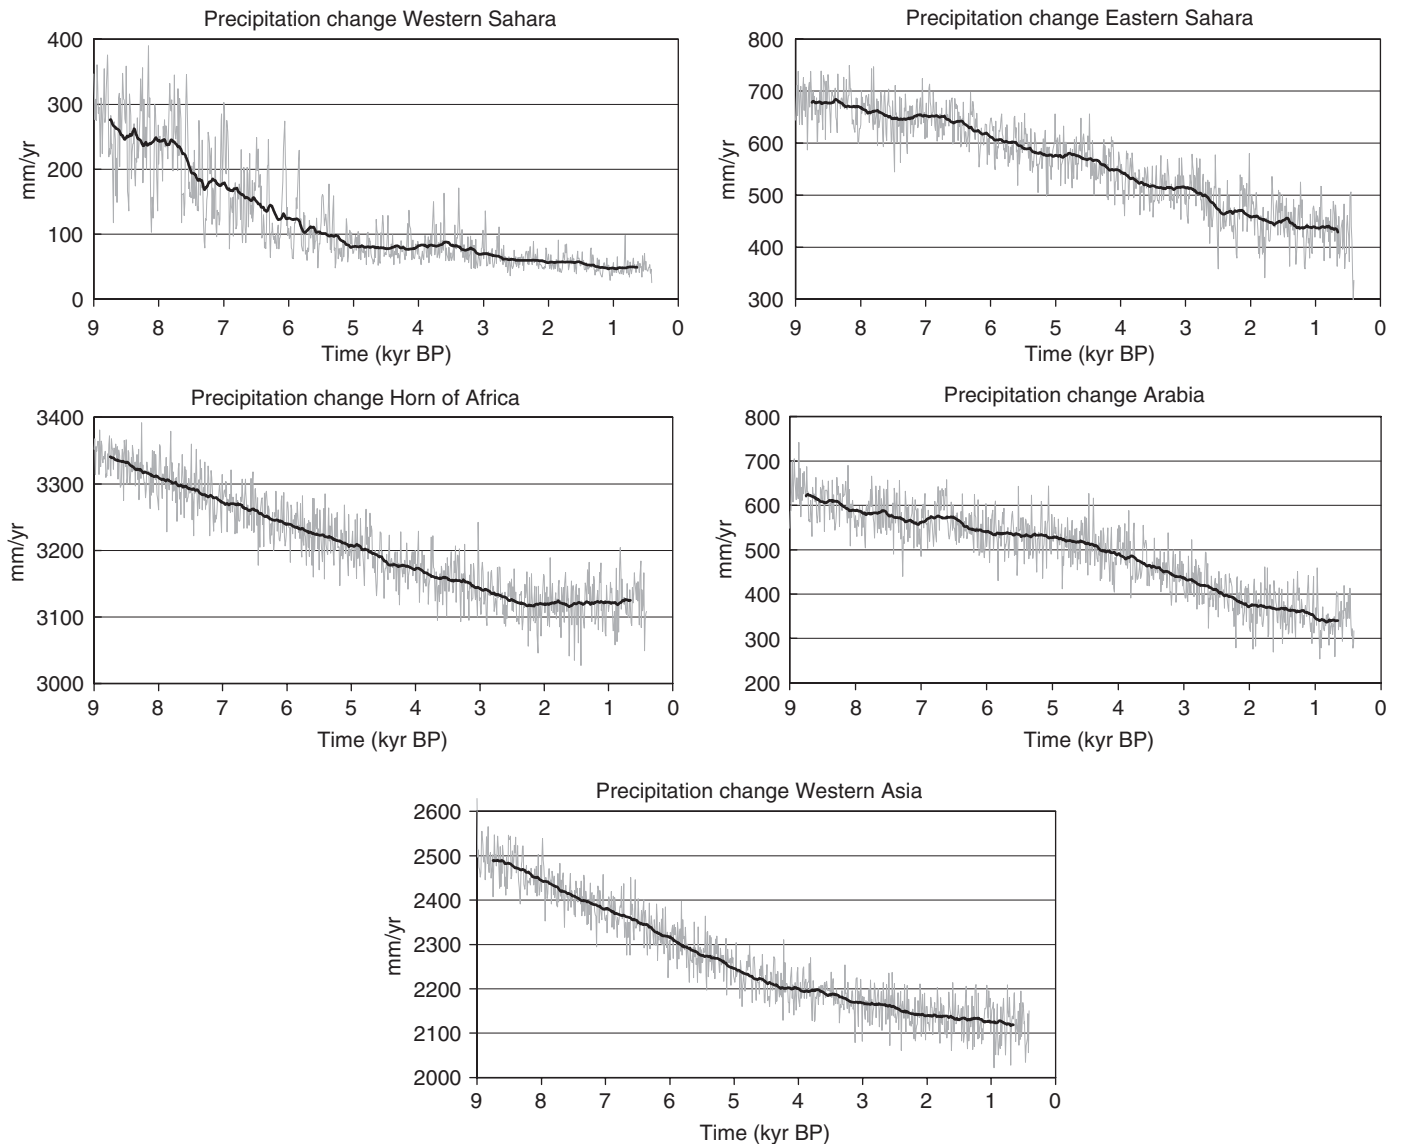 Precipitation change Western Sahara
400
300
200
100
0
mm/yr
9 8 7 6 5 4 3 2 1 0
Time (kyr BP)
Precipitation change Eastern Sahara
800
700
600
500
400
300
mm/yr
9 8 7 6 5 4 3 2 1 0
Time (kyr BP)
Precipitation change Horn of Africa
3400
3300
3200
3100
3000
mm/yr
9 8 7 6 5 4 3 2 1 0
Time (kyr BP)
Precipitation change Arabia
800
700
600
500
400
300
200
mm/yr
9 8 7 6 5 4 3 2 1 0
Time (kyr BP)
Precipitation change Western Asia
2600
2500
2400
2300
2200
2100
2000
mm/yr
9 8 7 6 5 4 3 2 1 0
Time (kyr BP)